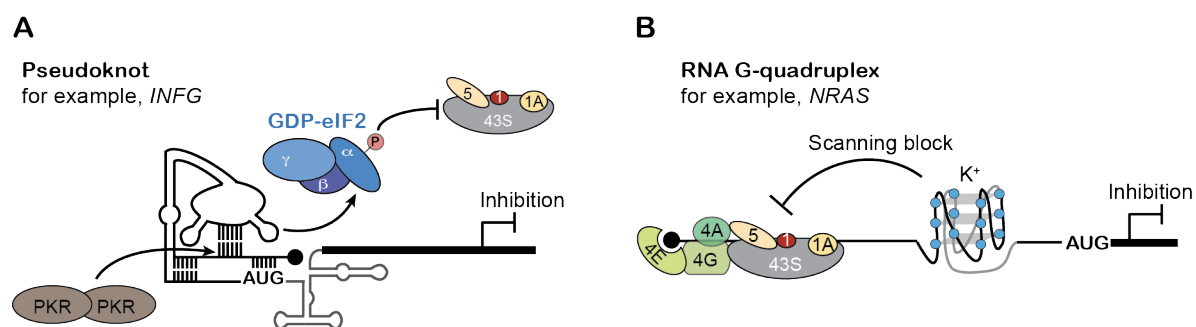 A
Pseudoknot
for example, INFG
GDP-eIF2
γ
β
α
P
5
1
1A
43S
Inhibition
AUG
PKR
PKR
B
RNA G-quadruplex
for example, NRAS
Scanning block
K⁺
4E
4A
4G
5
1
1A
43S
AUG
Inhibition